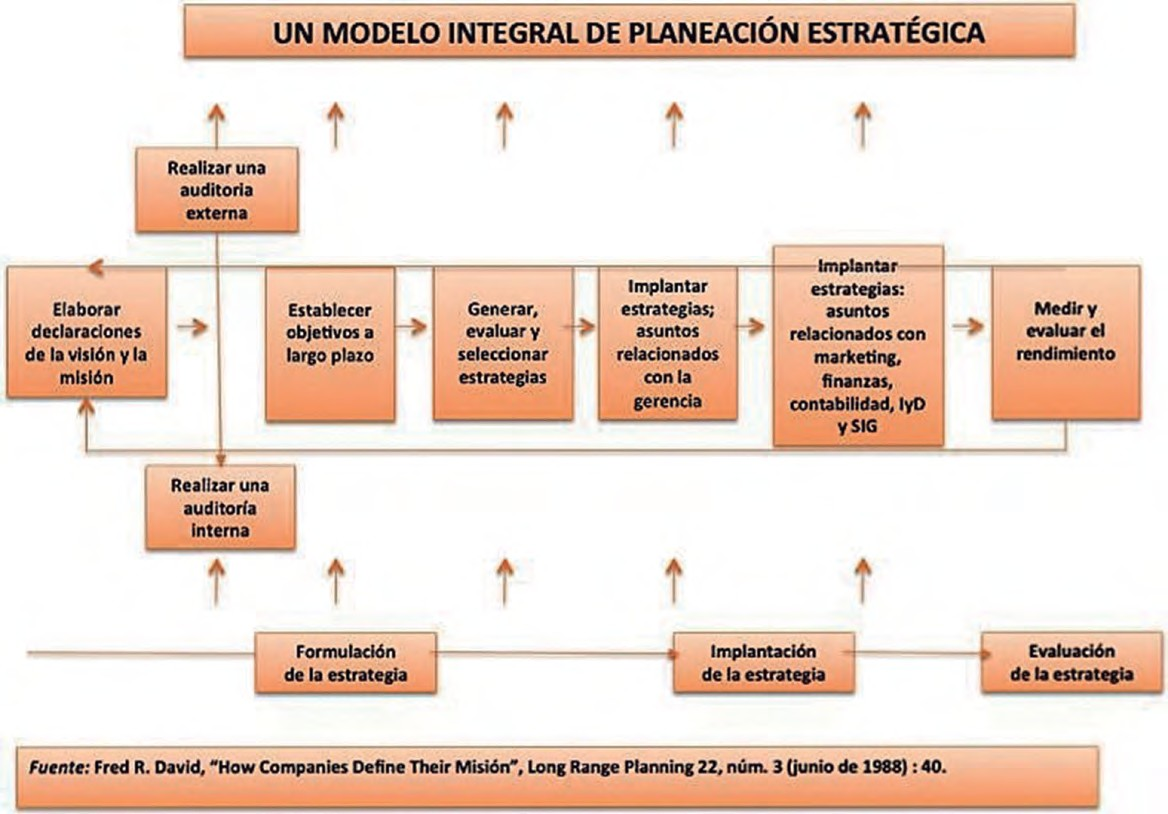 UN MODELO INTEGRAL DE PLANEACIÓN ESTRATÉGICA
Realizar una
auditoria
externa
Elaborar
declaraciones
de la visión y la
misión
Establecer
objetivos a
largo plazo
Generar,
evaluar y
seleccionar
estrategias
Implantar
estrategias;
asuntos
relacionados
con la
gerencia
Implantar
estrategias:
asuntos
relacionados con
marketing,
finanzas,
contabilidad, IyD
y SIG
Medir y
evaluar el
rendimiento
Realizar una
auditoría
interna
Formulación
de la estrategia
Implantación
de la estrategia
Evaluación
de la estrategia
Fuente: Fred R. David, “How Companies Define Their Misión”, Long Range Planning 22, núm. 3 (junio de 1988) : 40.